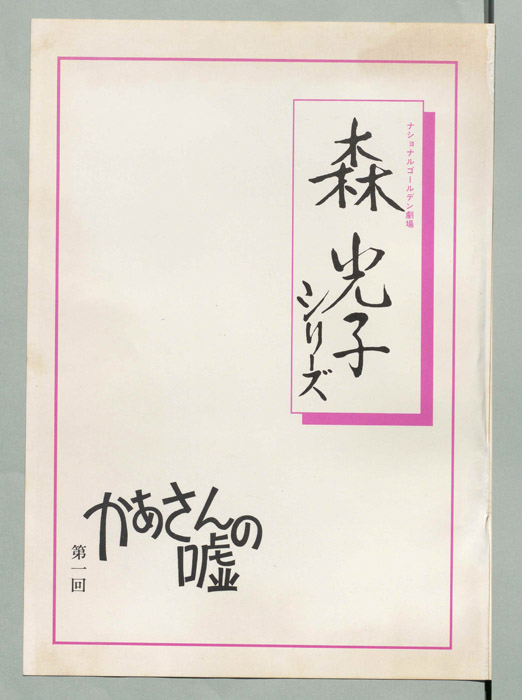 ナショナルゴールデン劇場
森光子
シリーズ
かあさんの
嘘
第一回